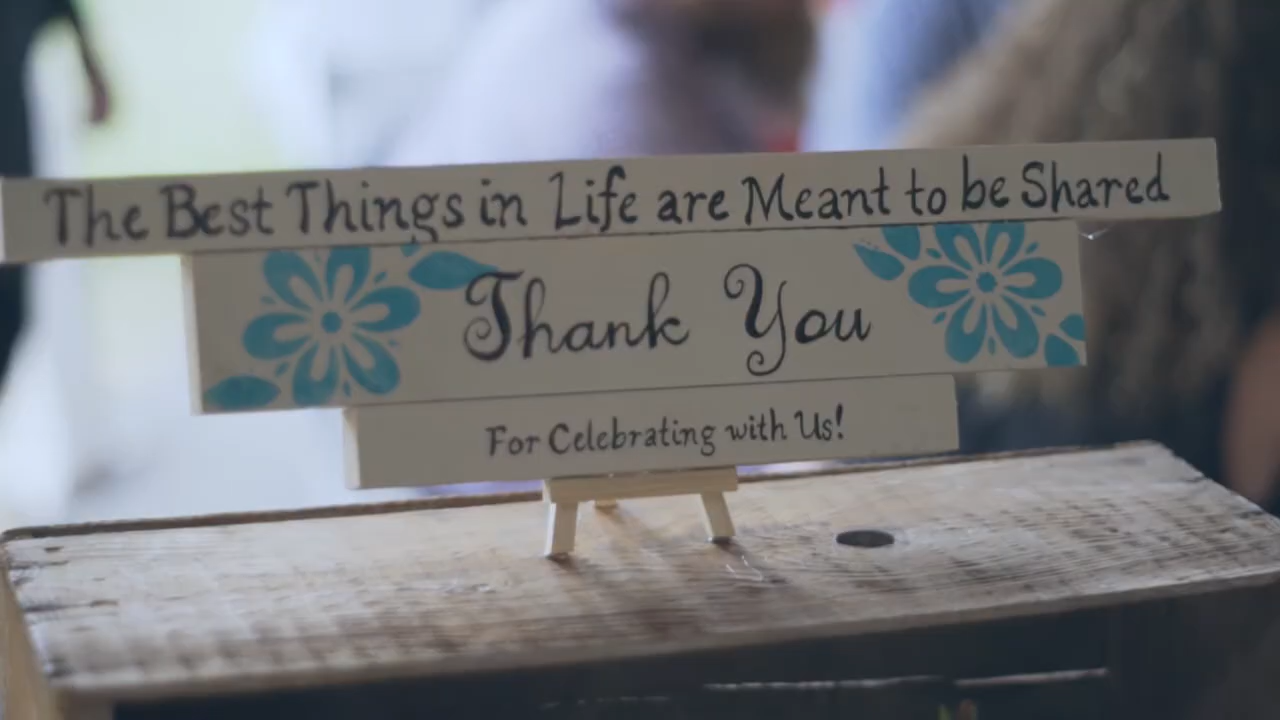 The Best Things in Life are Meant to be Shared
Thank You
For Celebrating with Us!